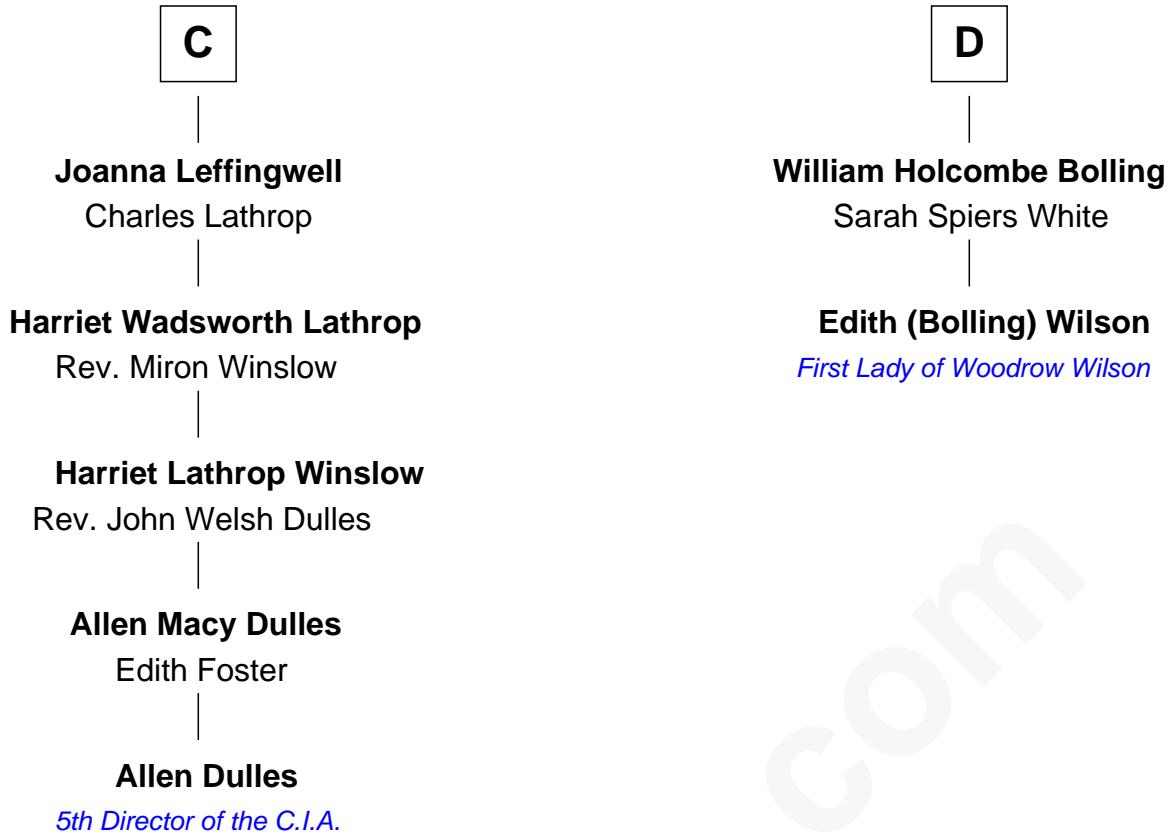 C
Joanna Leffingwell
Charles Lathrop
Harriet Wadsworth Lathrop
Rev. Miron Winslow
Harriet Lathrop Winslow
Rev. John Welsh Dulles
Allen Macy Dulles
Edith Foster
Allen Dulles
5th Director of the C.I.A.
D
William Holcombe Bolling
Sarah Spiers White
Edith (Bolling) Wilson
First Lady of Woodrow Wilson
com